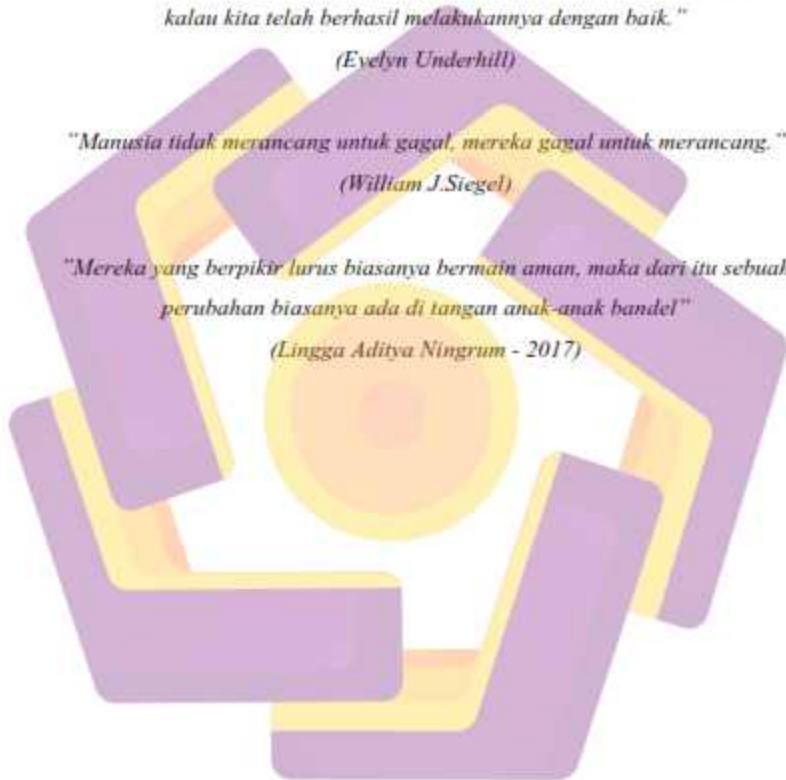 kalau kita telah berhasil melakukannya dengan baik."
(Evelyn Underhill)
"Manusia tidak merancang untuk gagal, mereka gagal untuk merancang."
(William J.Siegel)
"Mereka yang berpikir lurus biasanya bermain aman, maka dari itu sebuah
perubahan biasanya ada di tangan anak-anak bandel"
(Lingga Aditya Ningrum - 2017)